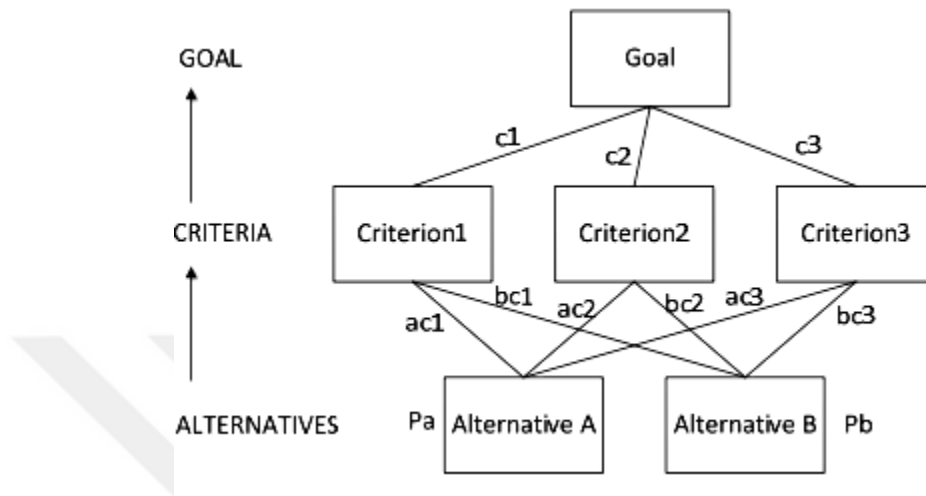 GOAL
Goal
c1
c2
c3
CRITERIA
Criterion1
Criterion2
Criterion3
ac1
bc1
ac2
bc2
ac3
bc3
ALTERNATIVES
Pa
Alternative A
Alternative B
Pb